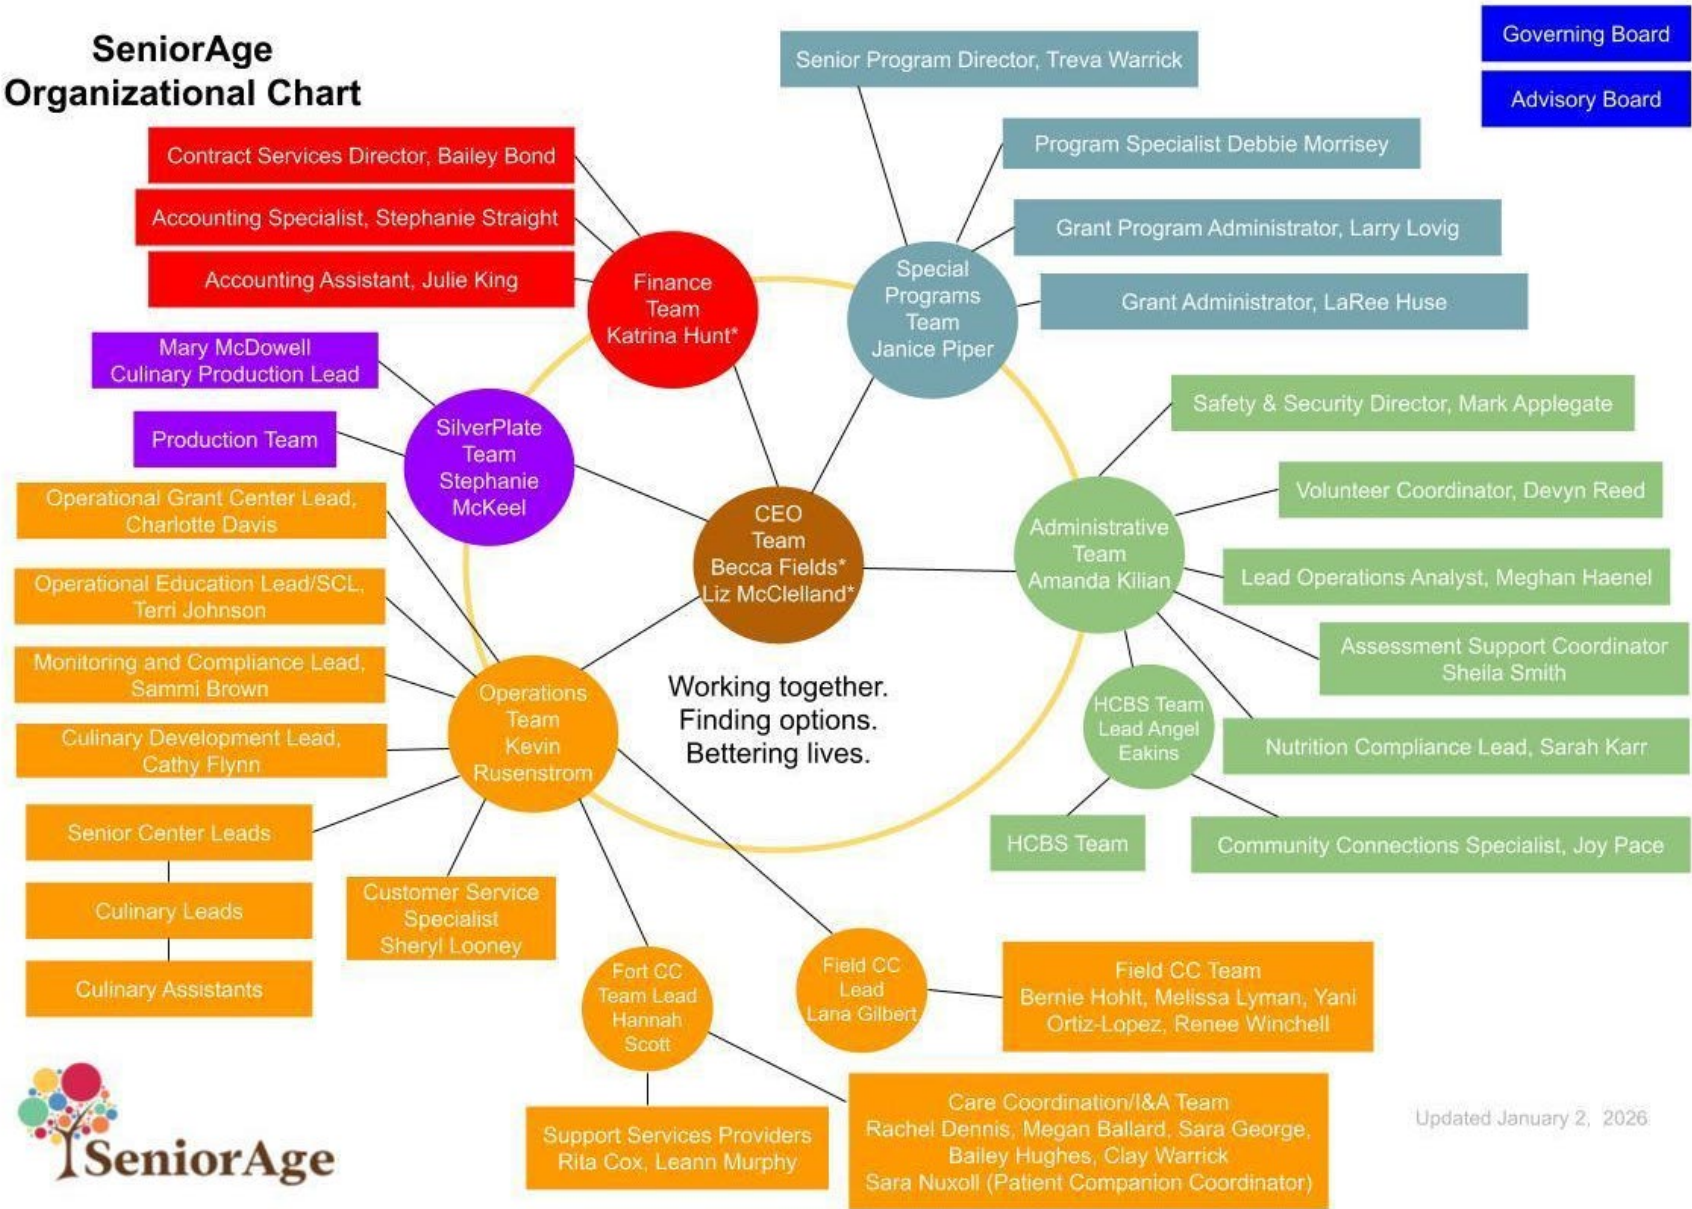 SeniorAge
Organizational Chart
Governing Board
Advisory Board
Senior Program Director, Treva Warrick
Program Specialist Debbie Morrisey
Grant Program Administrator, Larry Lovig
Grant Administrator, LaRee Huse
Special
Programs
Team
Janice Piper
Contract Services Director, Bailey Bond
Accounting Specialist, Stephanie Straight
Accounting Assistant, Julie King
Finance
Team
Katrina Hunt*
Mary McDowell
Culinary Production Lead
Production Team
SilverPlate
Team
Stephanie
McKeel
CEO
Team
Becca Fields*
Liz McClelland*
Working together.
Finding options.
Bettering lives.
Administrative
Team
Amanda Kilian
Safety & Security Director, Mark Applegate
Volunteer Coordinator, Devyn Reed
Lead Operations Analyst, Meghan Haenel
Assessment Support Coordinator
Sheila Smith
Nutrition Compliance Lead, Sarah Karr
HCBS Team
Lead Angel
Eakins
HCBS Team
Community Connections Specialist, Joy Pace
Operational Grant Center Lead,
Charlotte Davis
Operational Education Lead/SCL,
Terri Johnson
Monitoring and Compliance Lead,
Sammi Brown
Culinary Development Lead,
Cathy Flynn
Operations
Team
Kevin
Rusenstrom
Senior Center Leads
Culinary Leads
Culinary Assistants
Customer Service
Specialist
Sheryl Looney
Fort CC
Team Lead
Hannah
Scott
Field CC
Lead
Lana Gilbert
Field CC Team
Bernie Hohlt, Melissa Lyman, Yani
Ortiz-Lopez, Renee Winchell
Support Services Providers
Rita Cox, Leann Murphy
Care Coordination/I&A Team
Rachel Dennis, Megan Ballard, Sara George,
Bailey Hughes, Clay Warrick
Sara Nuxoll (Patient Companion Coordinator)
SeniorAge
Updated January 2, 2026